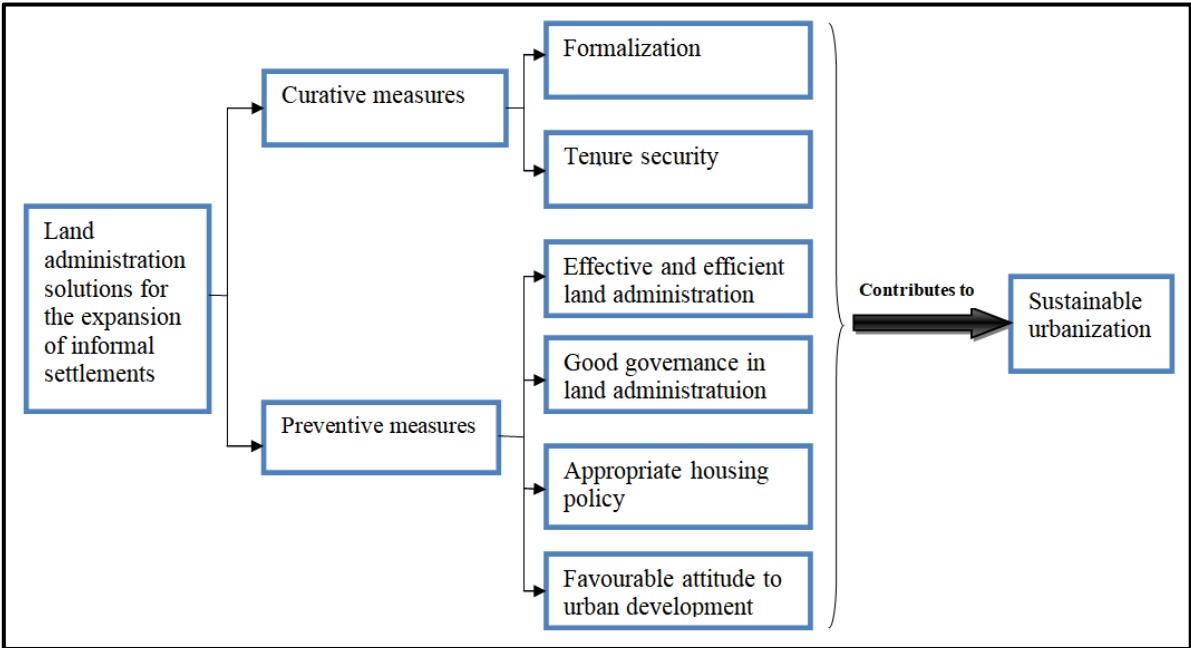 Land
administration
solutions for
the expansion
of informal
settlements
Curative measures
Preventive measures
Formalization
Tenure security
Effective and efficient
land administration
Good governance in
land administratuion
Appropriate housing
policy
Favourable attitude to
urban development
Contributes to
Sustainable
urbanization